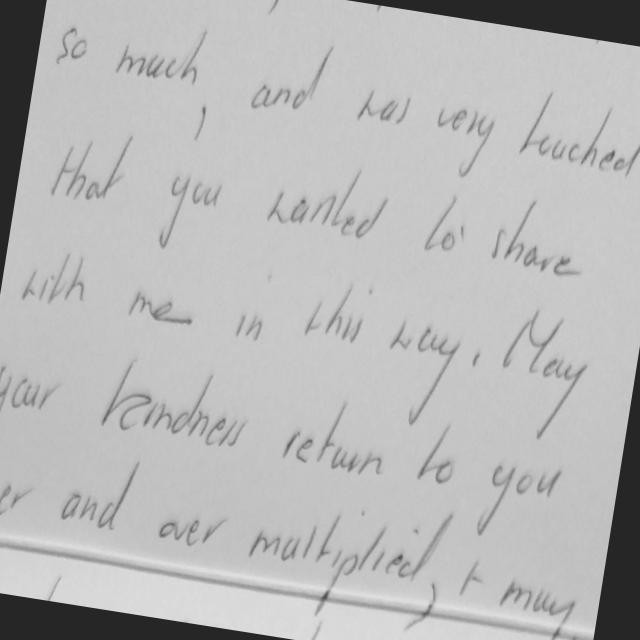 so much, and was very touched
that you wanted to share
with me in this way. May
your kindness return to you
er and over multiplied, + may